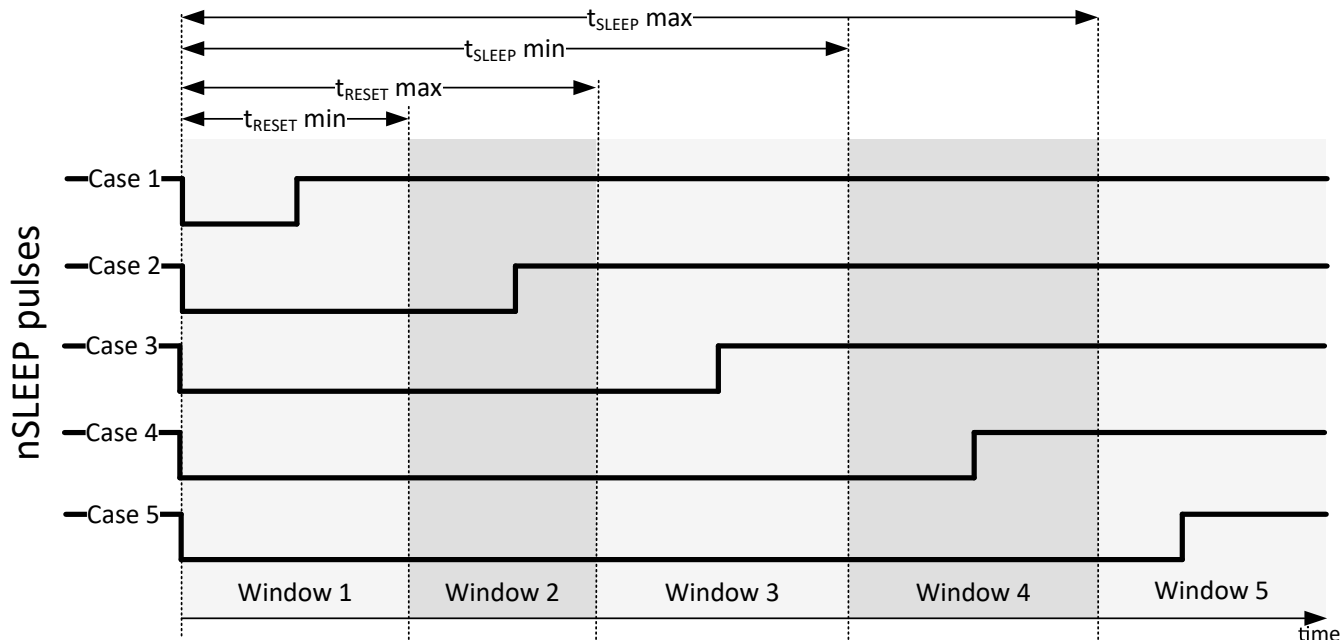 tSLEEP max
tSLEEP min
tRESET max
tRESET min
nSLEEP pulses
Case 1
Case 2
Case 3
Case 4
Case 5
Window 1
Window 2
Window 3
Window 4
Window 5
time